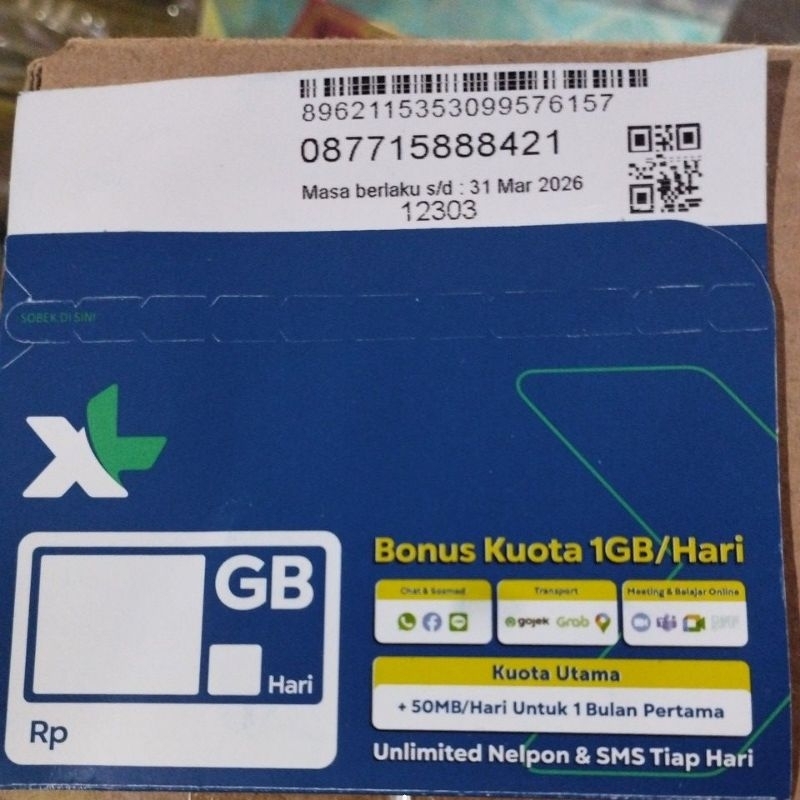 8962115353099576157
087715888421
Masa berlaku s/d : 31 Mar 2026
12303
SOBEK DI SINI
XL
GB
Hari
Rp
Bonus Kuota 1GB/Hari
Chat & Sosmed
Transport
Meeting & Belajar Online
gojek Grab
Kuota Utama
+ 50MB/Hari Untuk 1 Bulan Pertama
Unlimited Nelpon & SMS Tiap Hari